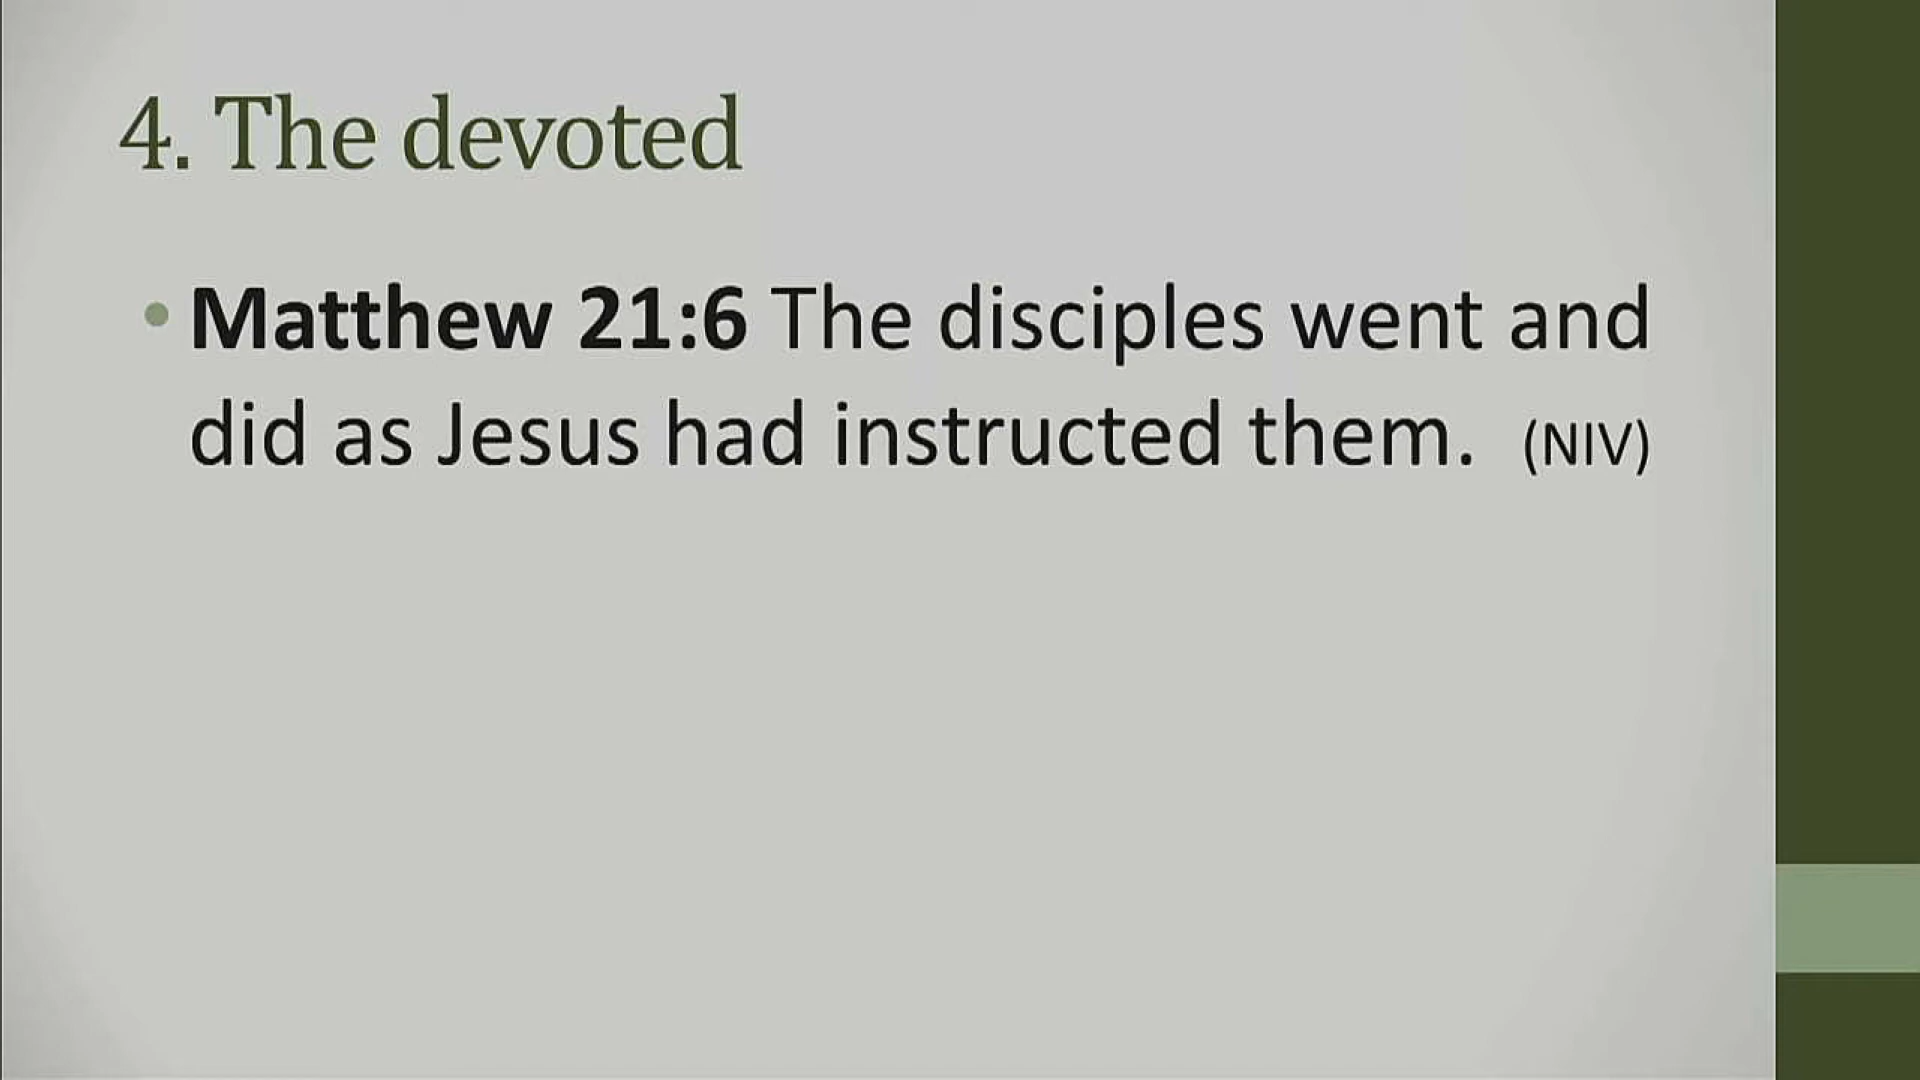 4. The devoted
• Matthew 21:6 The disciples went and
did as Jesus had instructed them. (NIV)